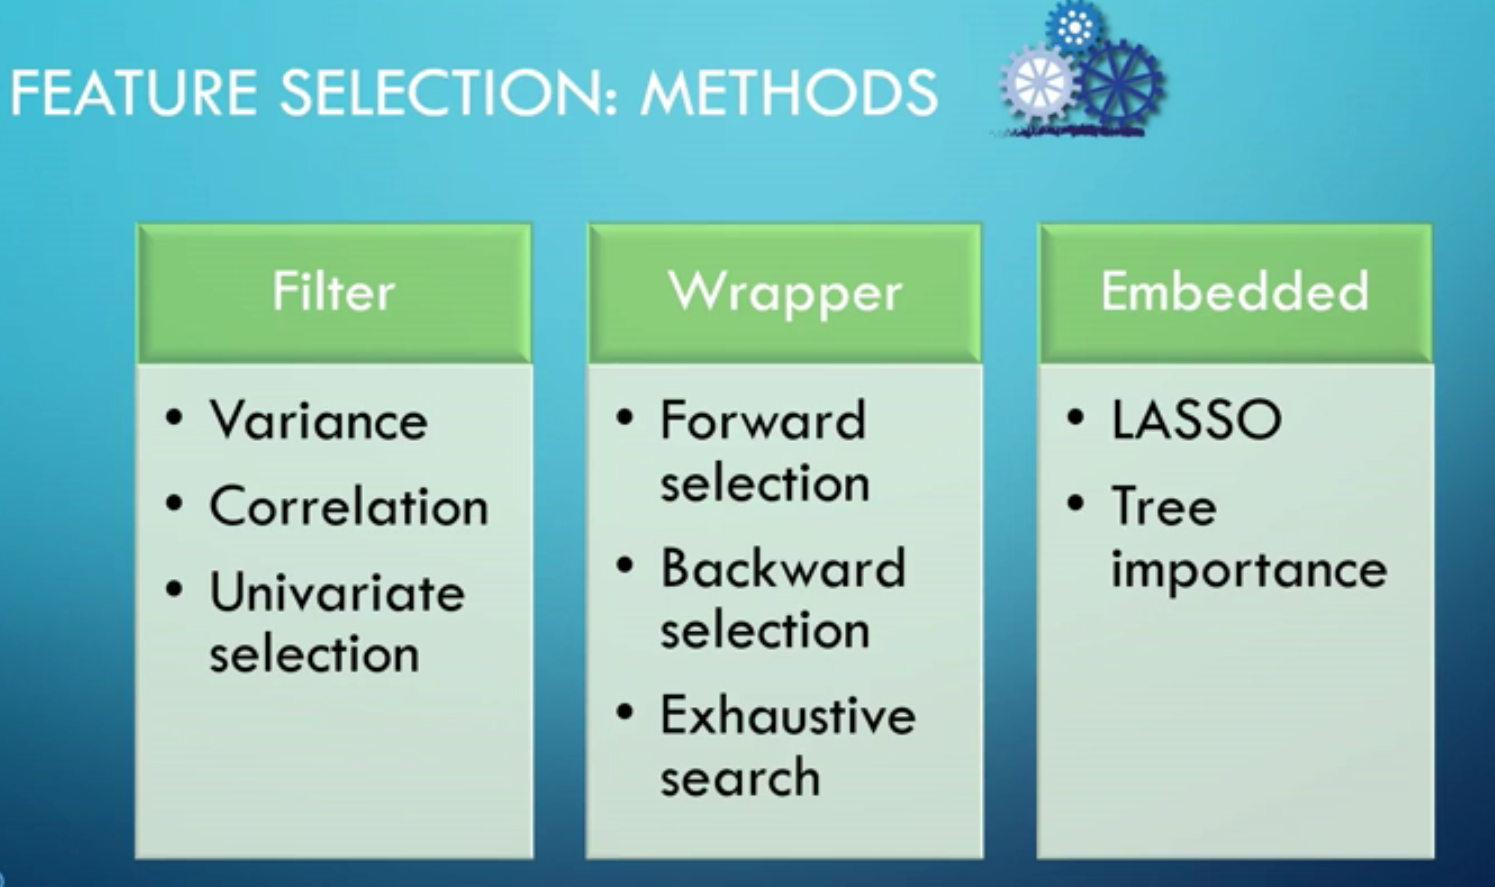 FEATURE SELECTION: METHODS
Filter
• Variance
• Correlation
• Univariate
selection
Wrapper
• Forward
selection
• Backward
selection
• Exhaustive
search
Embedded
• LASSO
• Tree
importance